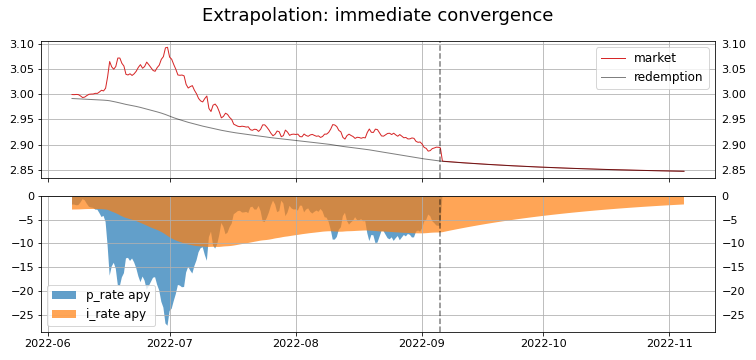 Extrapolation: immediate convergence
3.10 3.10
3.05 3.05
3.00 3.00
2.95 2.95
2.90 2.90
2.85 2.85
market
redemption
0 0
−5 −5
−10 −10
−15 −15
−20 −20
−25 −25
p_rate apy
i_rate apy
2022-06 2022-07 2022-08 2022-09 2022-10 2022-11